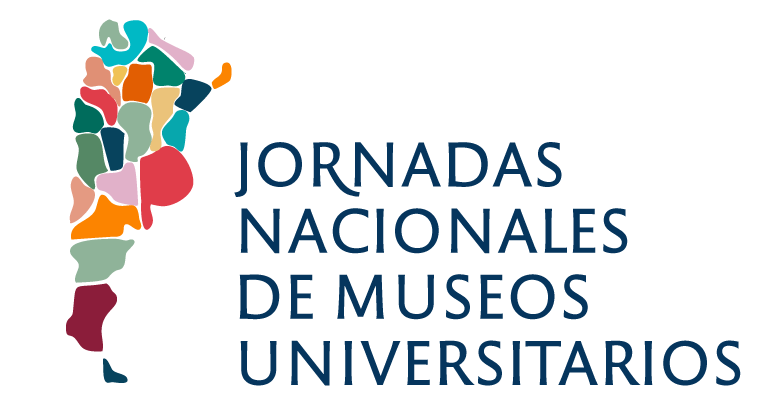 JORNADAS
NACIONALES
DE MUSEOS
UNIVERSITARIOS